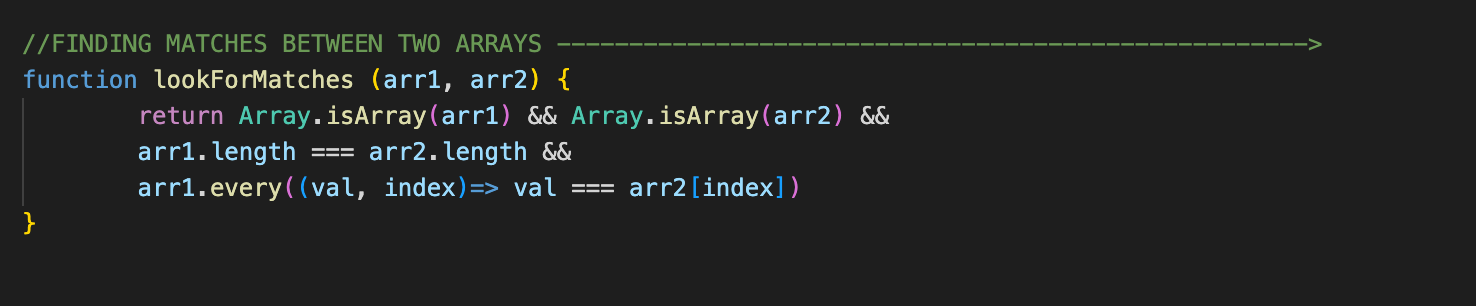 //FINDING MATCHES BETWEEN TWO ARRAYS ---------------------------------------------------->
function lookForMatches (arr1, arr2) {
        return Array.isArray(arr1) && Array.isArray(arr2) &&
        arr1.length === arr2.length &&
        arr1.every((val, index)=> val === arr2[index])
}